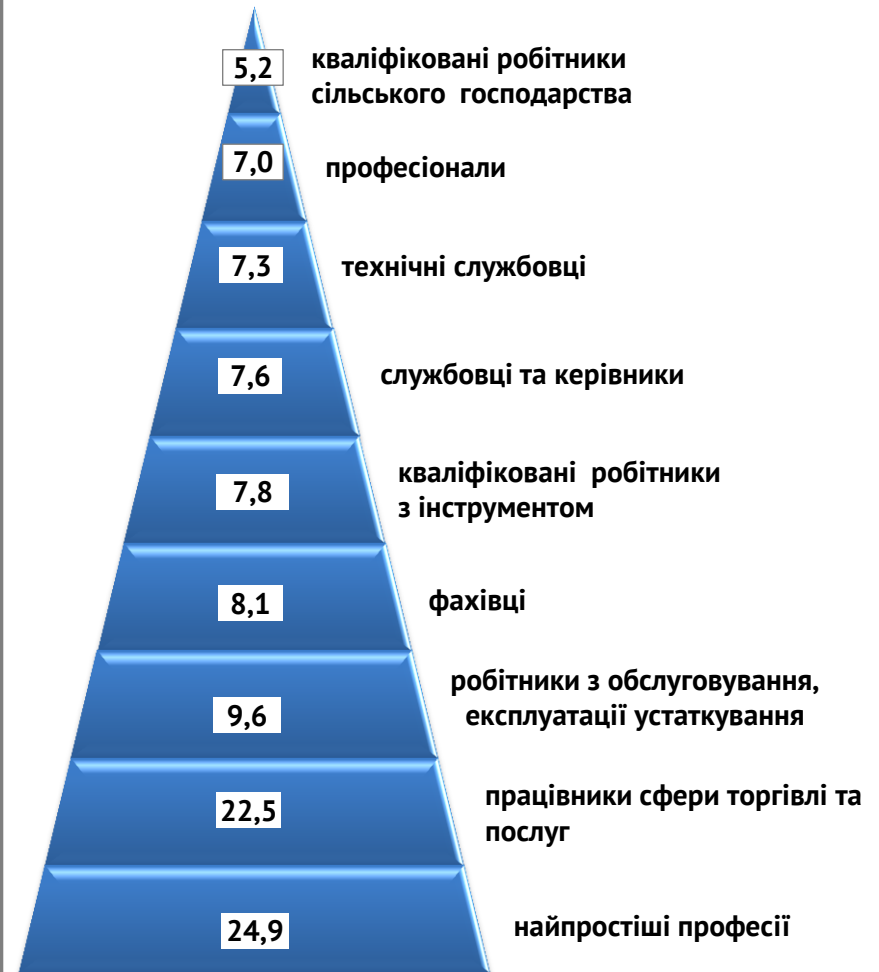 5,2
кваліфіковані робітники
сільського господарства
7,0
професіонали
7,3
технічні службовці
7,6
службовці та керівники
7,8
кваліфіковані робітники
з інструментом
8,1
фахівці
9,6
робітники з обслуговування,
експлуатації устаткування
22,5
працівники сфери торгівлі та
послуг
24,9
найпростіші професії